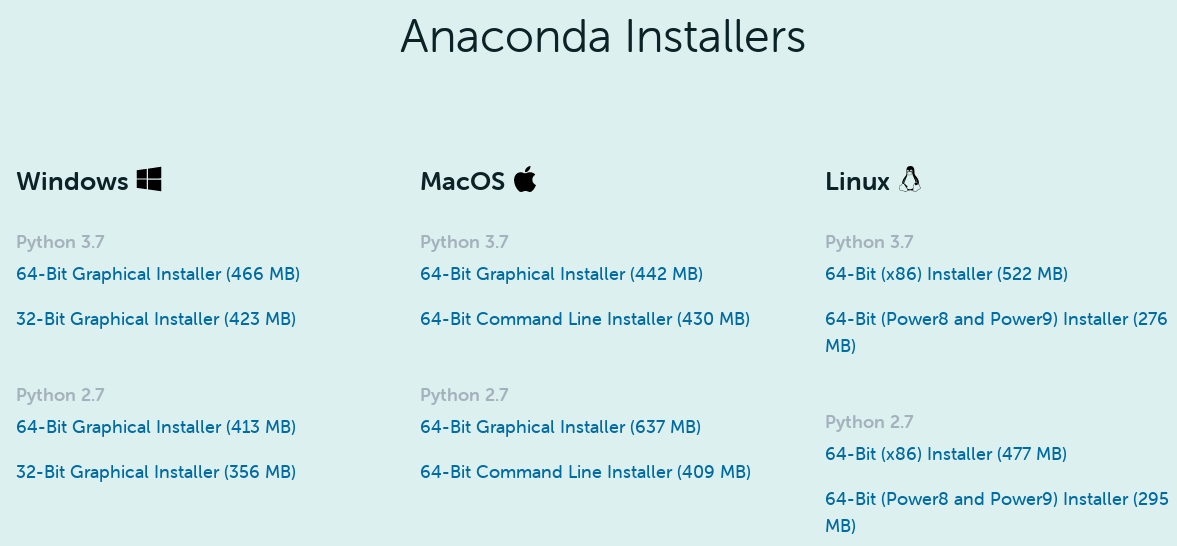 Anaconda Installers
Windows
Python 3.7
64-Bit Graphical Installer (466 MB)
32-Bit Graphical Installer (423 MB)
Python 2.7
64-Bit Graphical Installer (413 MB)
32-Bit Graphical Installer (356 MB)
MacOS
Python 3.7
64-Bit Graphical Installer (442 MB)
64-Bit Command Line Installer (430 MB)
Python 2.7
64-Bit Graphical Installer (637 MB)
64-Bit Command Line Installer (409 MB)
Linux
Python 3.7
64-Bit (x86) Installer (522 MB)
64-Bit (Power8 and Power9) Installer (276
MB)
Python 2.7
64-Bit (x86) Installer (477 MB)
64-Bit (Power8 and Power9) Installer (295
MB)